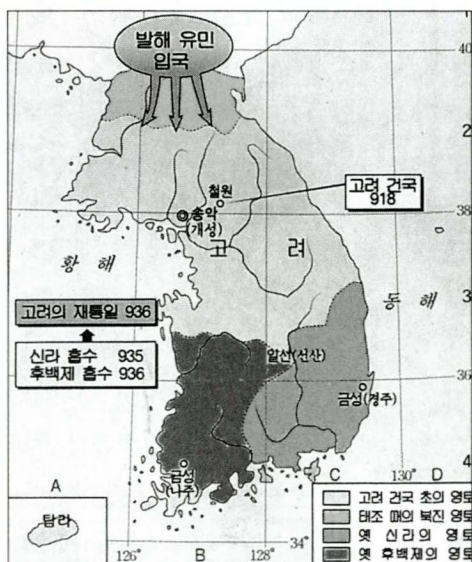 발해 유민
입국
40
2
철원
고려 건국
918
송악
(개성)
38
고 려
황 해
동 해
3
고려의 재통일 936
신라 흡수 935
후백제 흡수 936
일선(선산)
36
금성(경주)
금성
(나주)
4
A
탐라
126°
B
128°
34°
C
130°
D
고려 건국 초의 영토
태조 때의 북진 영토
옛 신라의 영토
옛 후백제의 영토